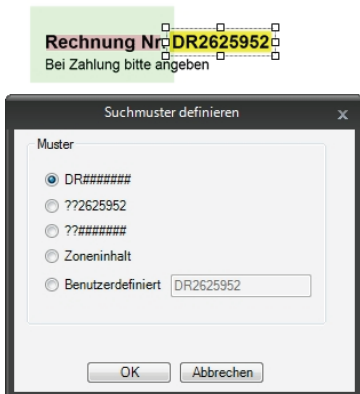 Rechnung Nr. DR2625952
Bei Zahlung bitte angeben
Suchmuster definieren x
Muster
DR#######
??2625952
??#######
Zoneninhalt
Benutzerdefiniert DR2625952
OK Abbrechen